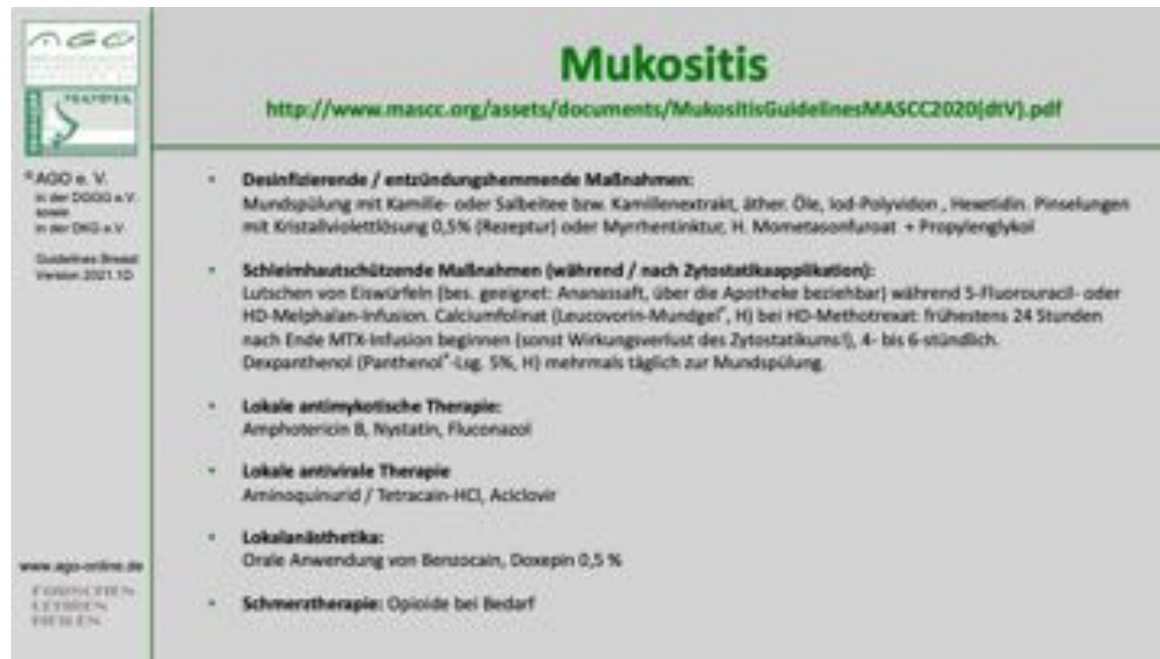 AGO
MAMMA
Mukositis
http://www.mascc.org/assets/documents/MukositisGuidelinesMASCC2020(dtV).pdf
©AGO e. V.
in der DGGG e.V.
sowie
in der DKG e.V.
Guidelines Breast
Version 2021.1D
• Desinfizierende / entzündungshemmende Maßnahmen:
Mundspülung mit Kamille- oder Salbeitee bzw. Kamillenextrakt, äther. Öle, Iod-Polyvidon , Hexetidin. Pinselungen
mit Kristallviolettlösung 0,5% (Rezeptur) oder Myrrhentinktur, H. Mometasonfuroat + Propylenglykol
• Schleimhautschützende Maßnahmen (während / nach Zytostatikaapplikation):
Lutschen von Eiswürfeln (bes. geeignet: Ananassaft, über die Apotheke beziehbar) während 5-Fluorouracil- oder
HD-Melphalan-Infusion. Calciumfolinat (Leucovorin-Mundgel®, H) bei HD-Methotrexat: frühestens 24 Stunden
nach Ende MTX-Infusion beginnen (sonst Wirkungsverlust des Zytostatikums!), 4- bis 6-stündlich.
Dexpanthenol (Panthenol®-Lsg. 5%, H) mehrmals täglich zur Mundspülung.
• Lokale antimykotische Therapie:
Amphotericin B, Nystatin, Fluconazol
• Lokale antivirale Therapie
Aminoquinurid / Tetracain-HCl, Aciclovir
• Lokalanästhetika:
Orale Anwendung von Benzocain, Doxepin 0,5 %
• Schmerztherapie: Opioide bei Bedarf
www.ago-online.de
FORSCHEN
LEHREN
HEILEN